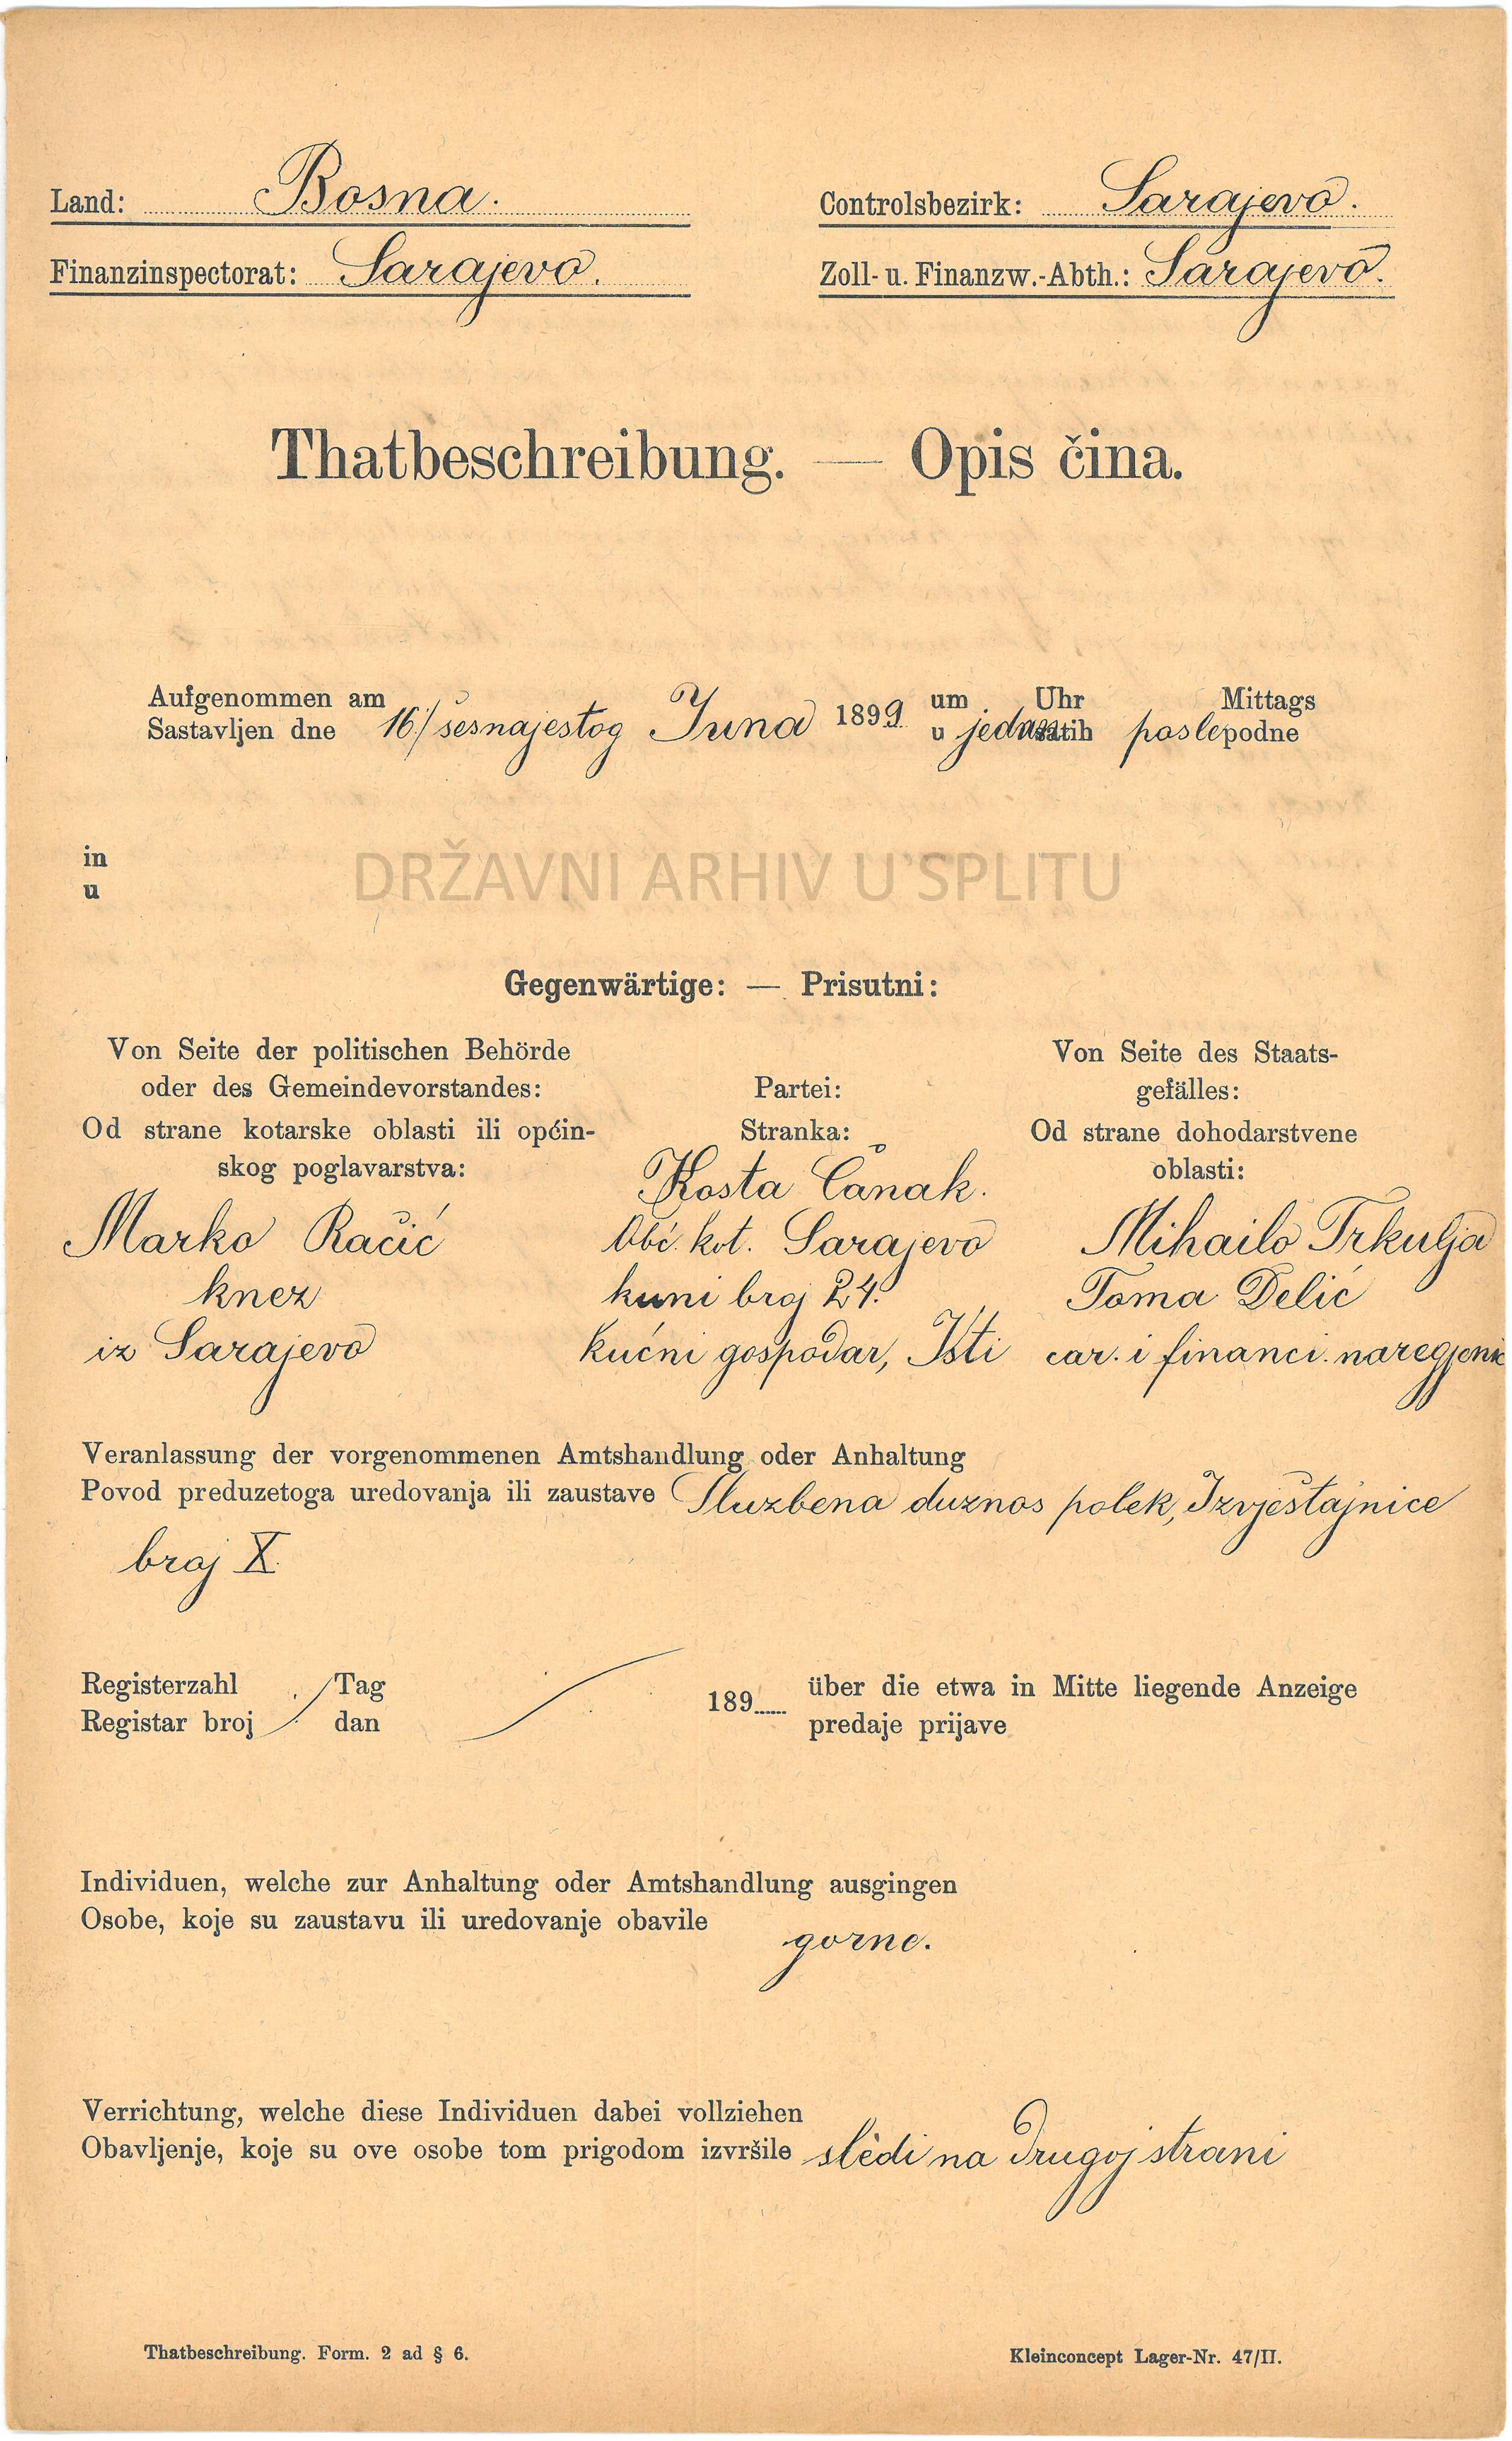 Land: Bosna.
Controlsbezirk: Sarajevo.
Finanzinspectorat: Sarajevo.
Zoll- u. Finanzw.-Abth.: Sarajevo.
Thatbeschreibung. — Opis čina.
Aufgenommen am um Uhr Mittags
Sastavljen dne 16./ šesnajestog Juna 1899 u jedan satih poslepodne
in
u
DRŽAVNI ARHIV U SPLITU
Gegenwärtige: — Prisutni:
Von Seite der politischen Behörde
oder des Gemeindevorstandes:
Od strane kotarske oblasti ili općin-
skog poglavarstva:
Marko Račić
knez
iz Sarajevo
Partei:
Stranka:
Kosta Čanak.
Obć. kot. Sarajevo
kuni broj 24.
kućni gospodar, Isti
Von Seite des Staats-
gefälles:
Od strane dohodarstvene
oblasti:
Mihailo Trkulja
Toma Delić
car. i financi.
Veranlassung der vorgenommenen Amtshandlung oder Anhaltung
Povod preduzetoga uredovanja ili zaustave Sluzbena duznos polek, Izvještajnice
broj X.
Registerzahl Tag
Registar broj dan
189
über die etwa in Mitte liegende Anzeige
predaje prijave
Individuen, welche zur Anhaltung oder Amtshandlung ausgingen
Osobe, koje su zaustavu ili uredovanje obavile
gorne.
Verrichtung, welche diese Individuen dabei vollziehen
Obavljenje, koje su ove osobe tom prigodom izvršile slèdi na drugoj strani
Thatbeschreibung. Form. 2 ad § 6.
Kleinconcept Lager-Nr. 47/II.